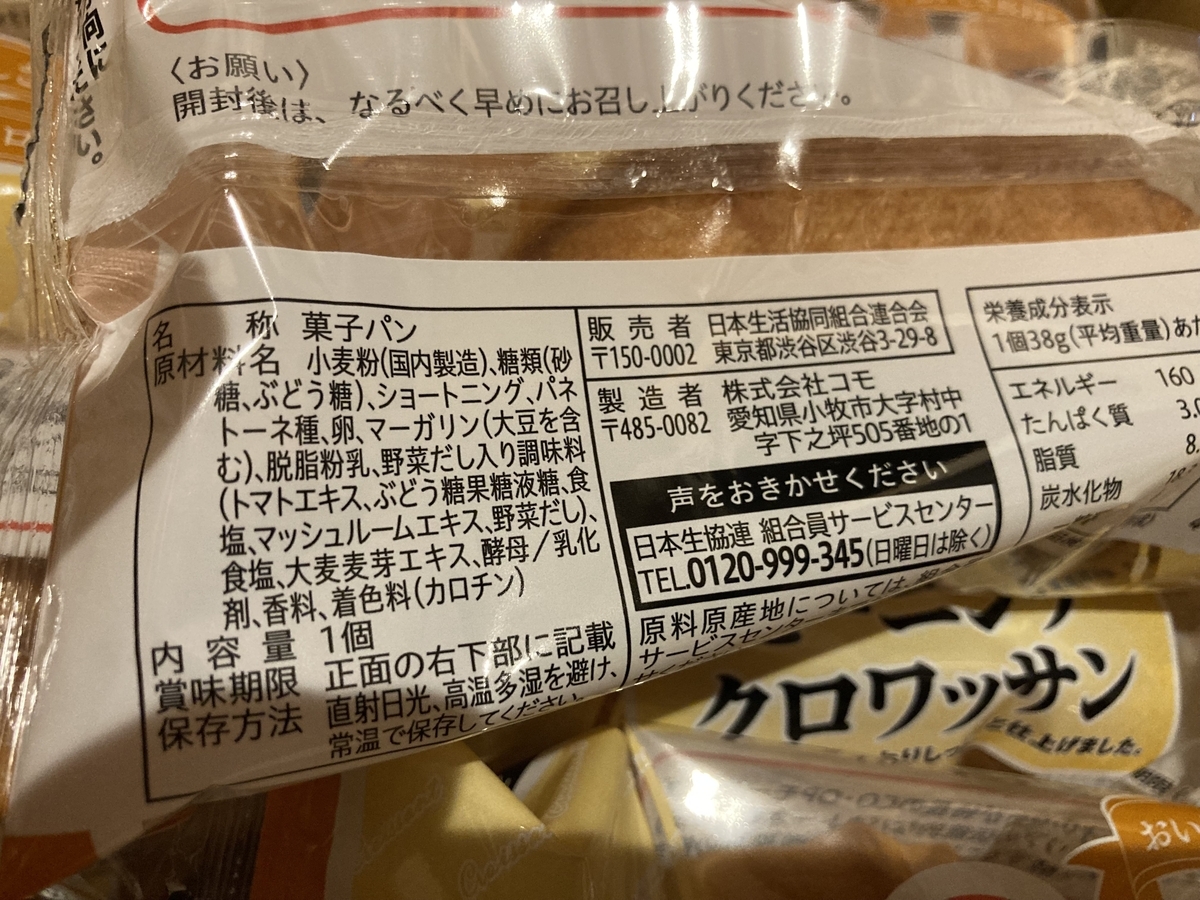 〈お願い〉
開封後は、なるべく早めにお召し上がりください。
名称 菓子パン
原材料名 小麦粉(国内製造)、糖類(砂
糖、ぶどう糖)、ショートニング、パネ
トーネ種、卵、マーガリン(大豆を含
む)、脱脂粉乳、野菜だし入り調味料
(トマトエキス、ぶどう糖果糖液糖、食
塩、マッシュルームエキス、野菜だし)、
食塩、大麦麦芽エキス、酵母/乳化
剤、香料、着色料(カロチン)
内容量 1個
賞味期限 正面の右下部に記載
保存方法 直射日光、高温多湿を避け、
常温で保存してください。
販売者 日本生活協同組合連合会
〒150-0002 東京都渋谷区渋谷3-29-8
製造者 株式会社コモ
〒485-0082 愛知県小牧市大字村中
字下之坪505番地の1
声をおきかせください
日本生協連 組合員サービスセンター
TEL.0120-999-345(日曜日は除く)
原料原産地については、組合
サービスセンター
栄養成分表示
1個38g(平均重量)あた
エネルギー 160
たんぱく質 3.
脂質 8.
炭水化物
クロワッサン
仕上げました。
おい